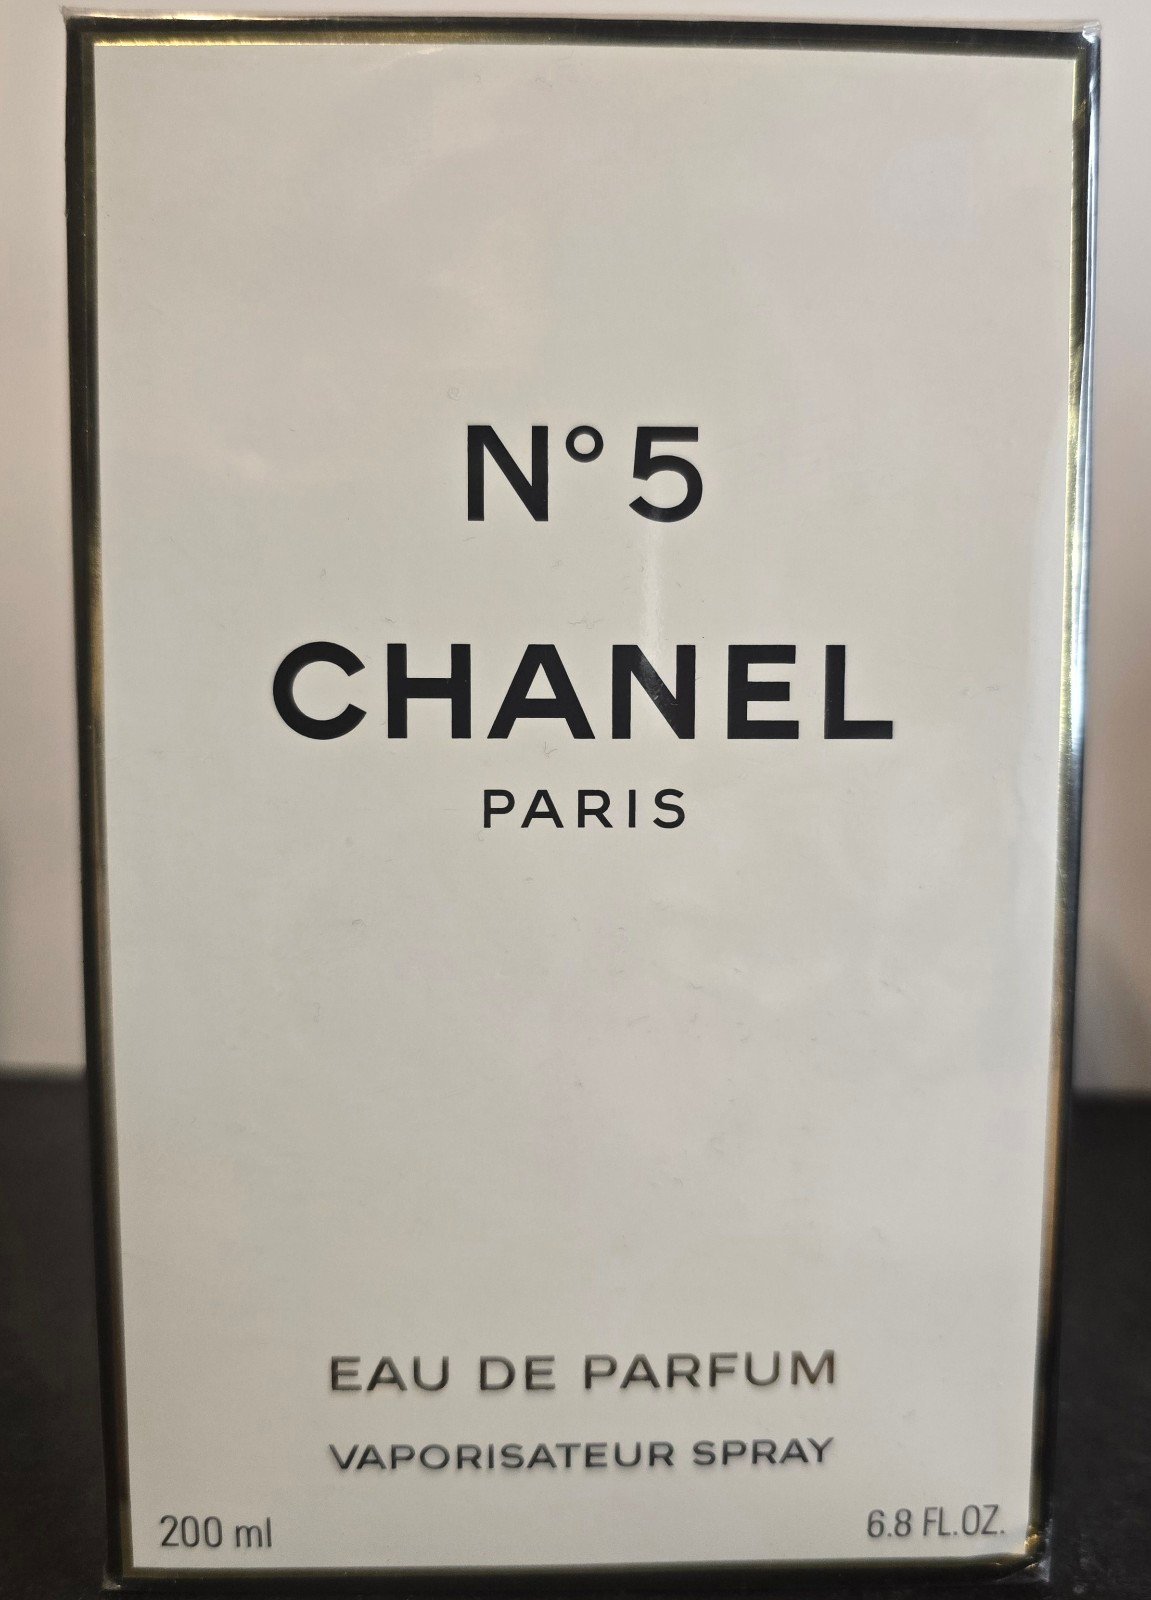 N°5
CHANEL
PARIS
EAU DE PARFUM
VAPORISATEUR SPRAY
200 ml
6.8 FL.OZ.